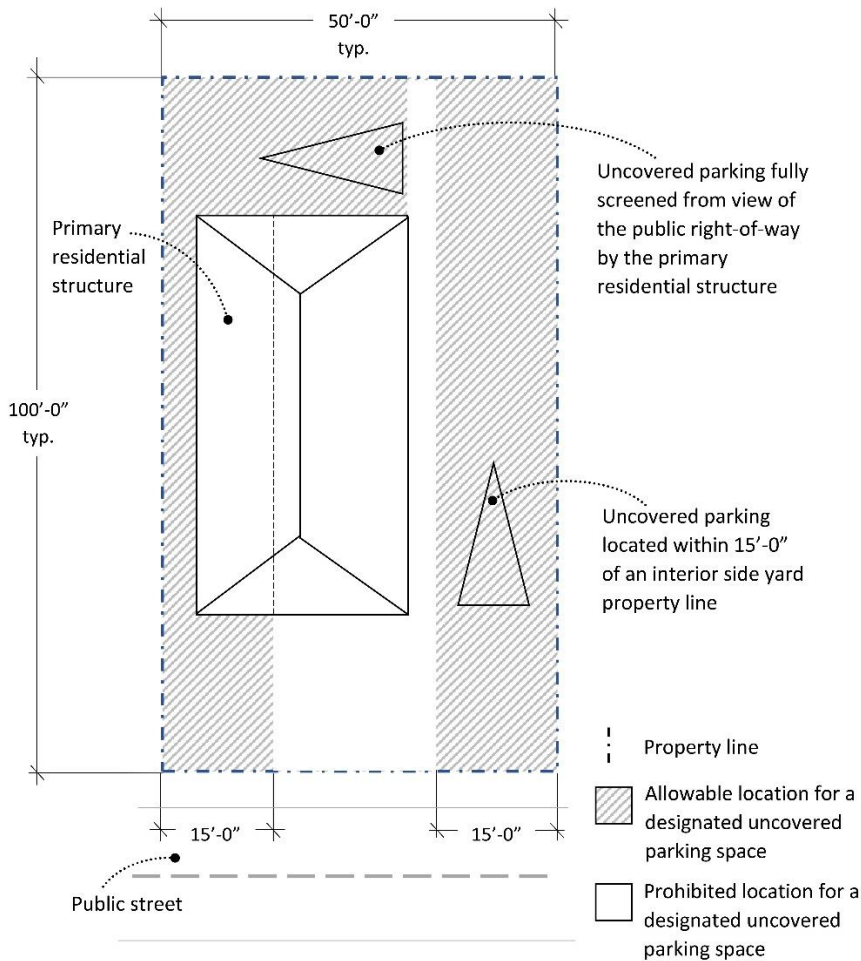 50’-0”
typ.
Uncovered parking fully
screened from view of
the public right-of-way
by the primary
residential structure
Primary
residential
structure
100’-0”
typ.
Uncovered parking
located within 15’-0”
of an interior side yard
property line
Property line
Allowable location for a
designated uncovered
parking space
15’-0”
15’-0”
Public street
Prohibited location for a
designated uncovered
parking space